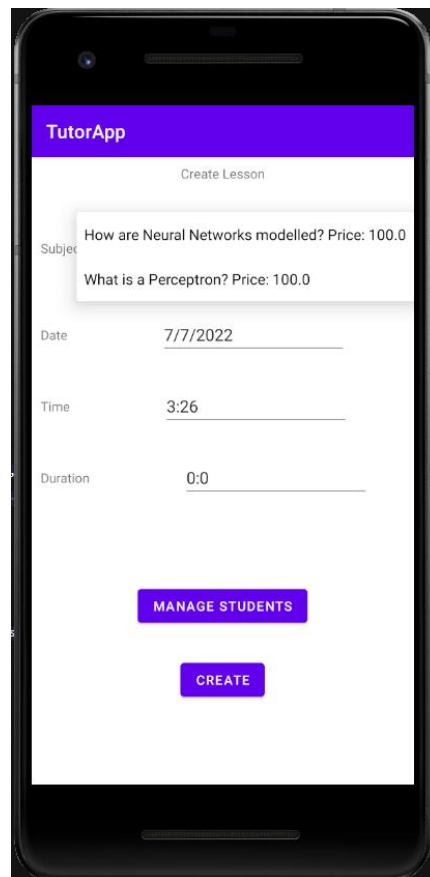 TutorApp
Create Lesson
How are Neural Networks modelled? Price: 100.0
Subjec
What is a Perceptron? Price: 100.0
Date 7/7/2022
Time 3:26
Duration 0:0
MANAGE STUDENTS
CREATE